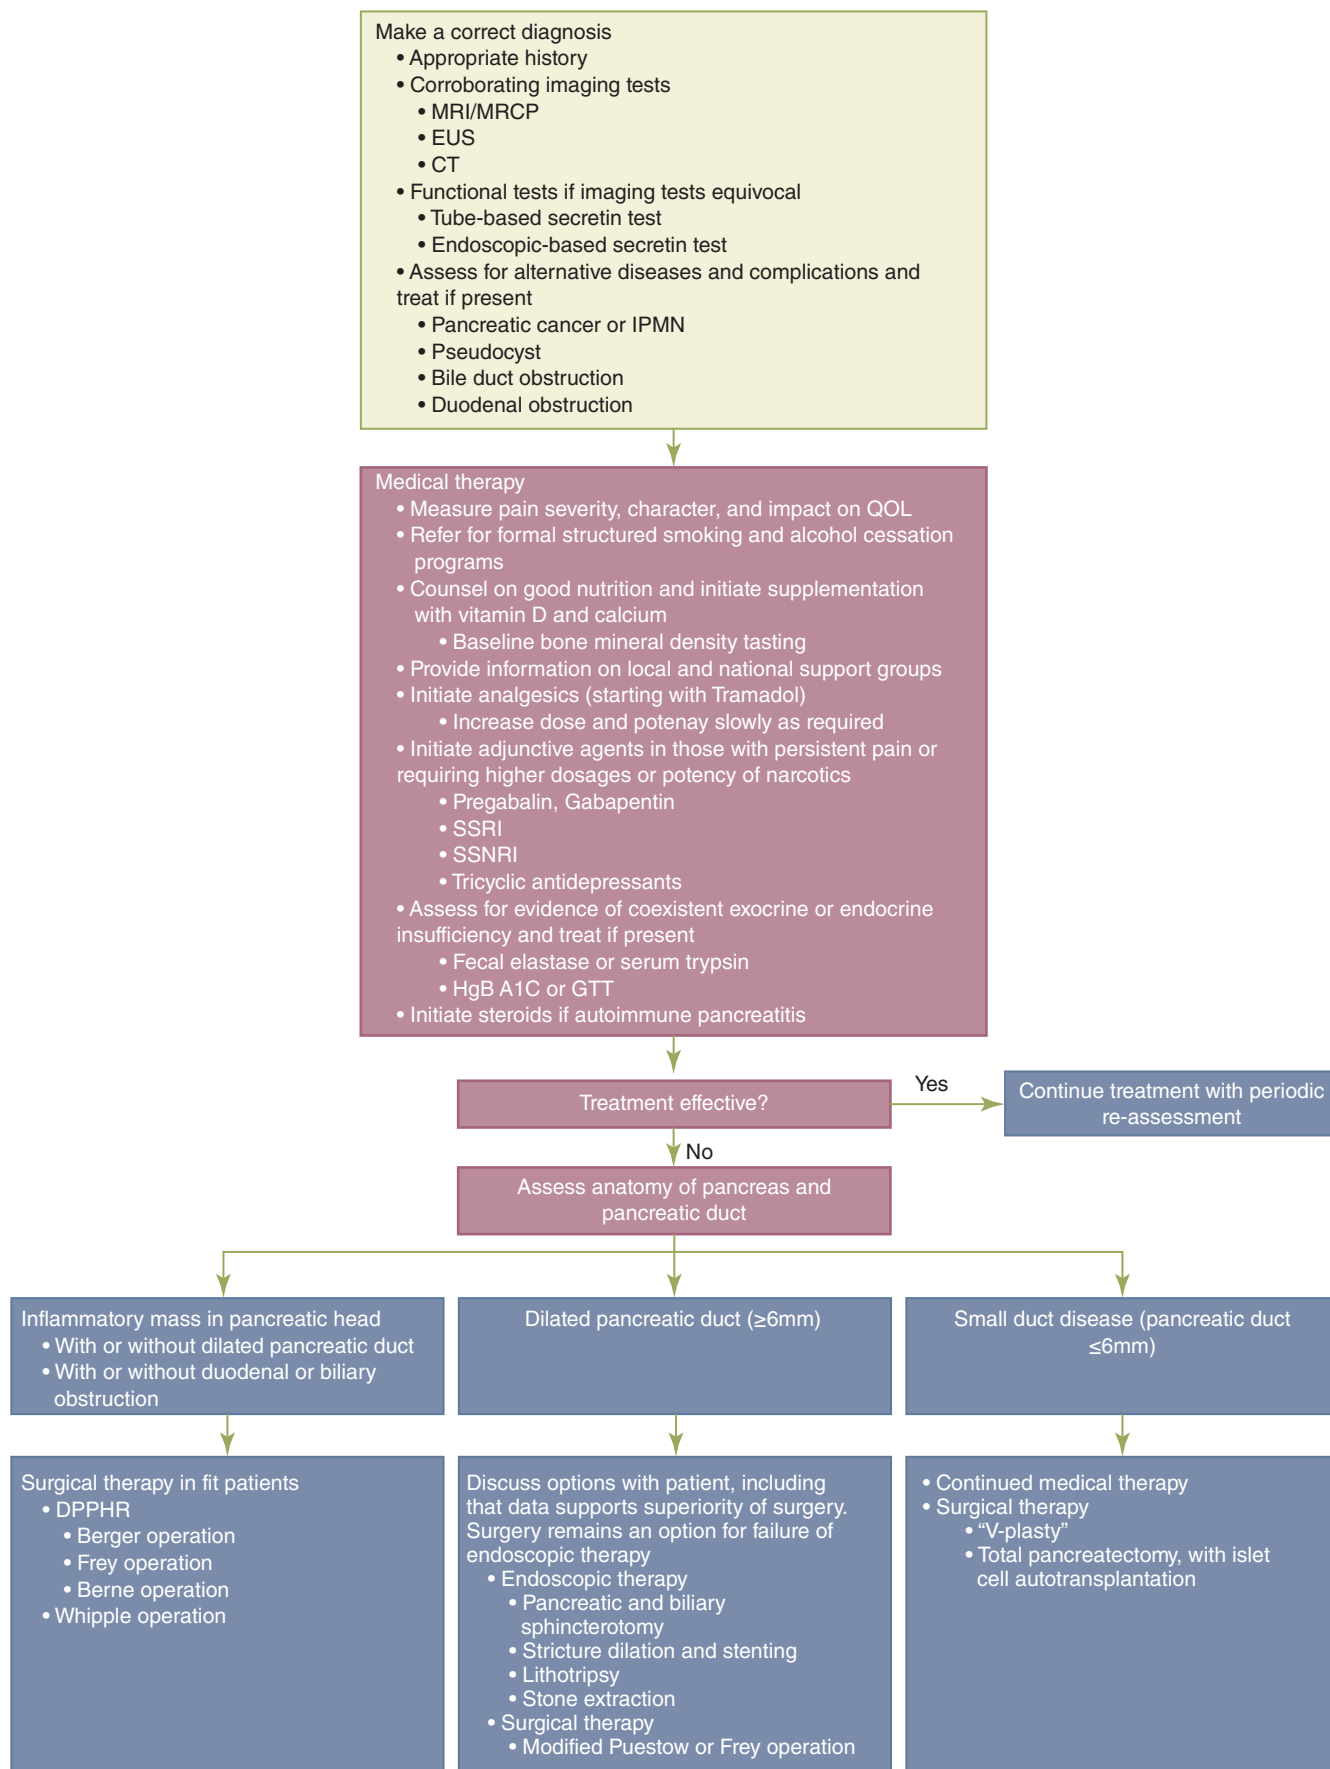 Make a correct diagnosis
• Appropriate history
• Corroborating imaging tests
• MRI/MRCP
• EUS
• CT
• Functional tests if imaging tests equivocal
• Tube-based secretin test
• Endoscopic-based secretin test
• Assess for alternative diseases and complications and
treat if present
• Pancreatic cancer or IPMN
• Pseudocyst
• Bile duct obstruction
• Duodenal obstruction
Medical therapy
• Measure pain severity, character, and impact on QOL
• Refer for formal structured smoking and alcohol cessation
programs
• Counsel on good nutrition and initiate supplementation
with vitamin D and calcium
• Baseline bone mineral density tasting
• Provide information on local and national support groups
• Initiate analgesics (starting with Tramadol)
• Increase dose and potenay slowly as required
• Initiate adjunctive agents in those with persistent pain or
requiring higher dosages or potency of narcotics
• Pregabalin, Gabapentin
• SSRI
• SSNRI
• Tricyclic antidepressants
• Assess for evidence of coexistent exocrine or endocrine
insufficiency and treat if present
• Fecal elastase or serum trypsin
• HgB A1C or GTT
• Initiate steroids if autoimmune pancreatitis
Treatment effective?
Yes
Continue treatment with periodic
re-assessment
No
Assess anatomy of pancreas and
pancreatic duct
Inflammatory mass in pancreatic head
• With or without dilated pancreatic duct
• With or without duodenal or biliary
obstruction
Dilated pancreatic duct (≥6mm)
Small duct disease (pancreatic duct
≤6mm)
Surgical therapy in fit patients
• DPPHR
• Berger operation
• Frey operation
• Berne operation
• Whipple operation
Discuss options with patient, including
that data supports superiority of surgery.
Surgery remains an option for failure of
endoscopic therapy
• Endoscopic therapy
• Pancreatic and biliary
sphincterotomy
• Stricture dilation and stenting
• Lithotripsy
• Stone extraction
• Surgical therapy
• Modified Puestow or Frey operation
• Continued medical therapy
• Surgical therapy
• “V-plasty”
• Total pancreatectomy, with islet
cell autotransplantation